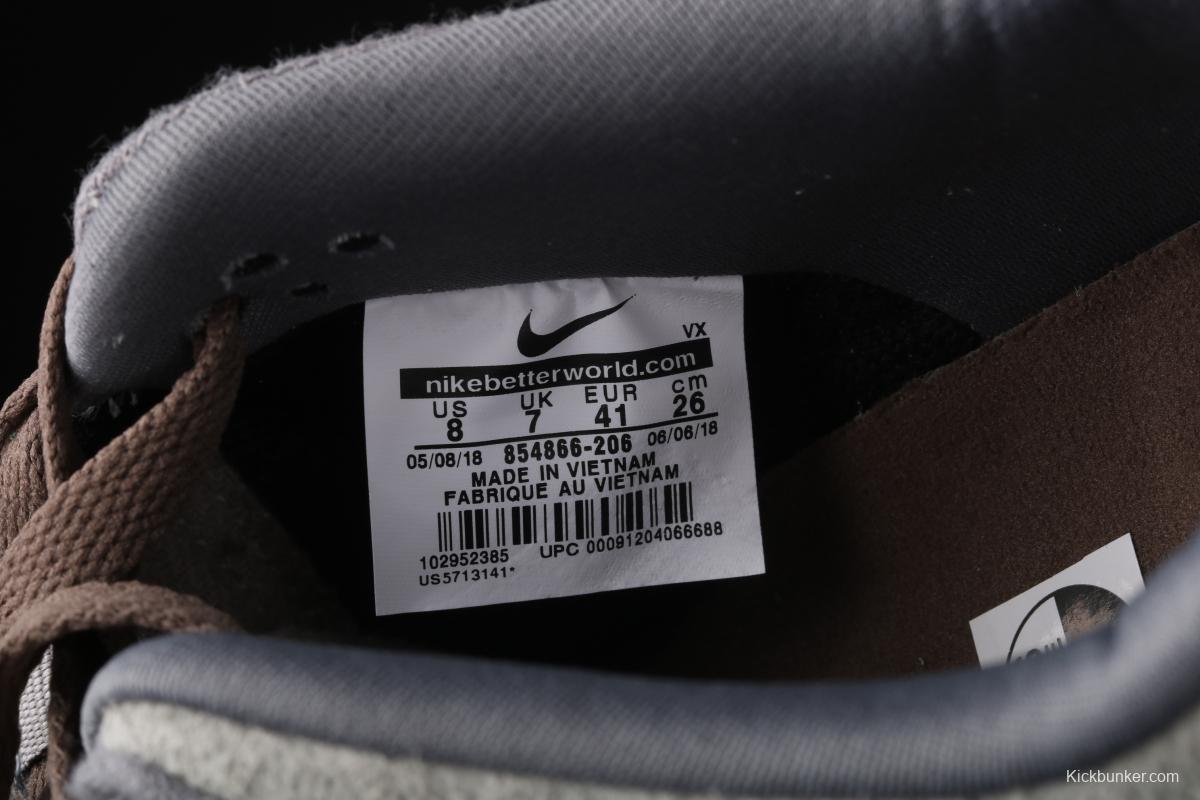 VX
nikebetterworld.com
US UK EUR cm
8 7 41 26
05/08/18 854866-206 06/06/18
MADE IN VIETNAM
FABRIQUE AU VIETNAM
102952385 UPC 00091204066688
US5713141*
Kickbunker.com